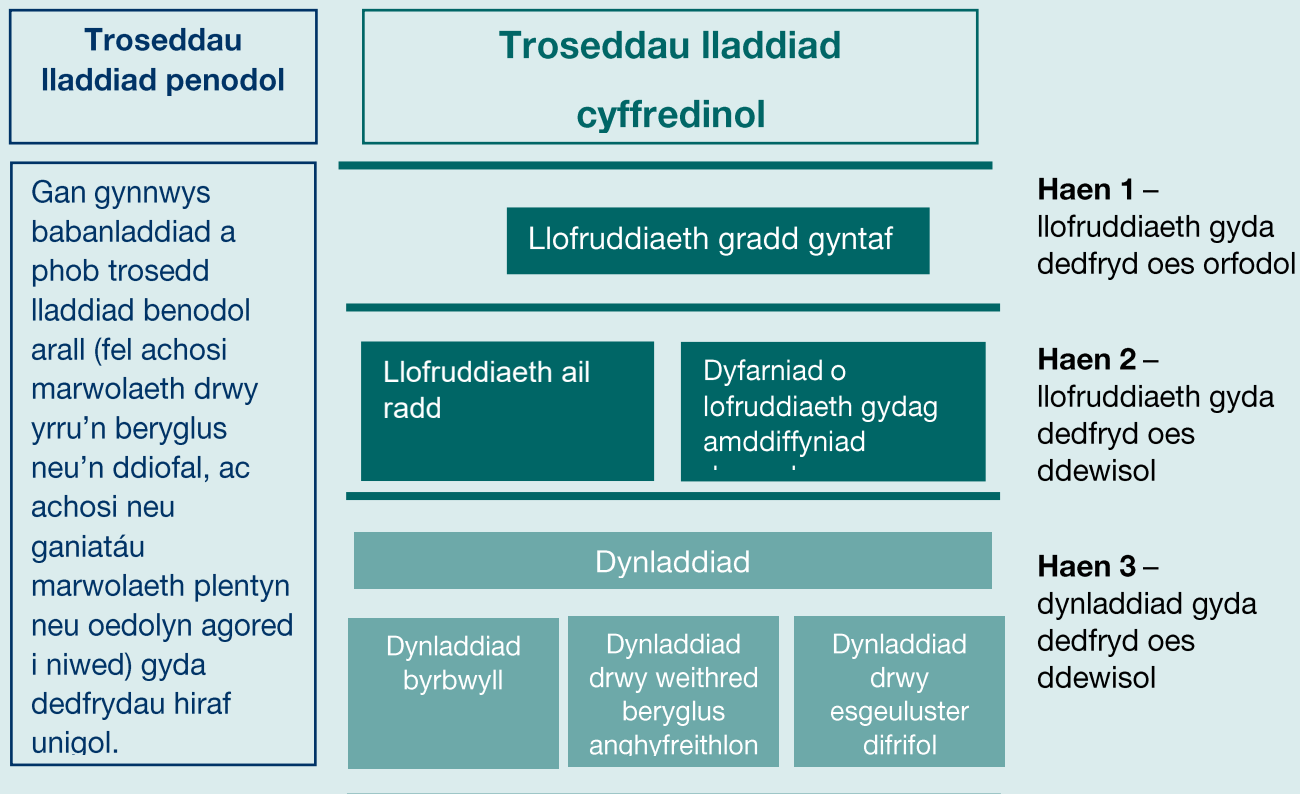 Troseddau
lladdiad penodol
Gan gynnwys
babanladdiad a
phob trosedd
lladdiad benodol
arall (fel achosi
marwolaeth drwy
yrru’n beryglus
neu’n ddiofal, ac
achosi neu
ganiatáu
marwolaeth plentyn
neu oedolyn agored
i niwed) gyda
dedfrydau hiraf
unigol.
Troseddau lladdiad
cyffredinol
Llofruddiaeth gradd gyntaf
Haen 1 –
llofruddiaeth gyda
dedfryd oes orfodol
Llofruddiaeth ail
radd
Dyfarniad o
lofruddiaeth gydag
amddiffyniad
Haen 2 –
llofruddiaeth gyda
dedfryd oes
ddewisol
Dynladdiad
Dynladdiad
byrbwyll
Dynladdiad
drwy weithred
beryglus
anghyfreithlon
Dynladdiad
drwy
esgeuluster
difrifol
Haen 3 –
dynladdiad gyda
dedfryd oes
ddewisol